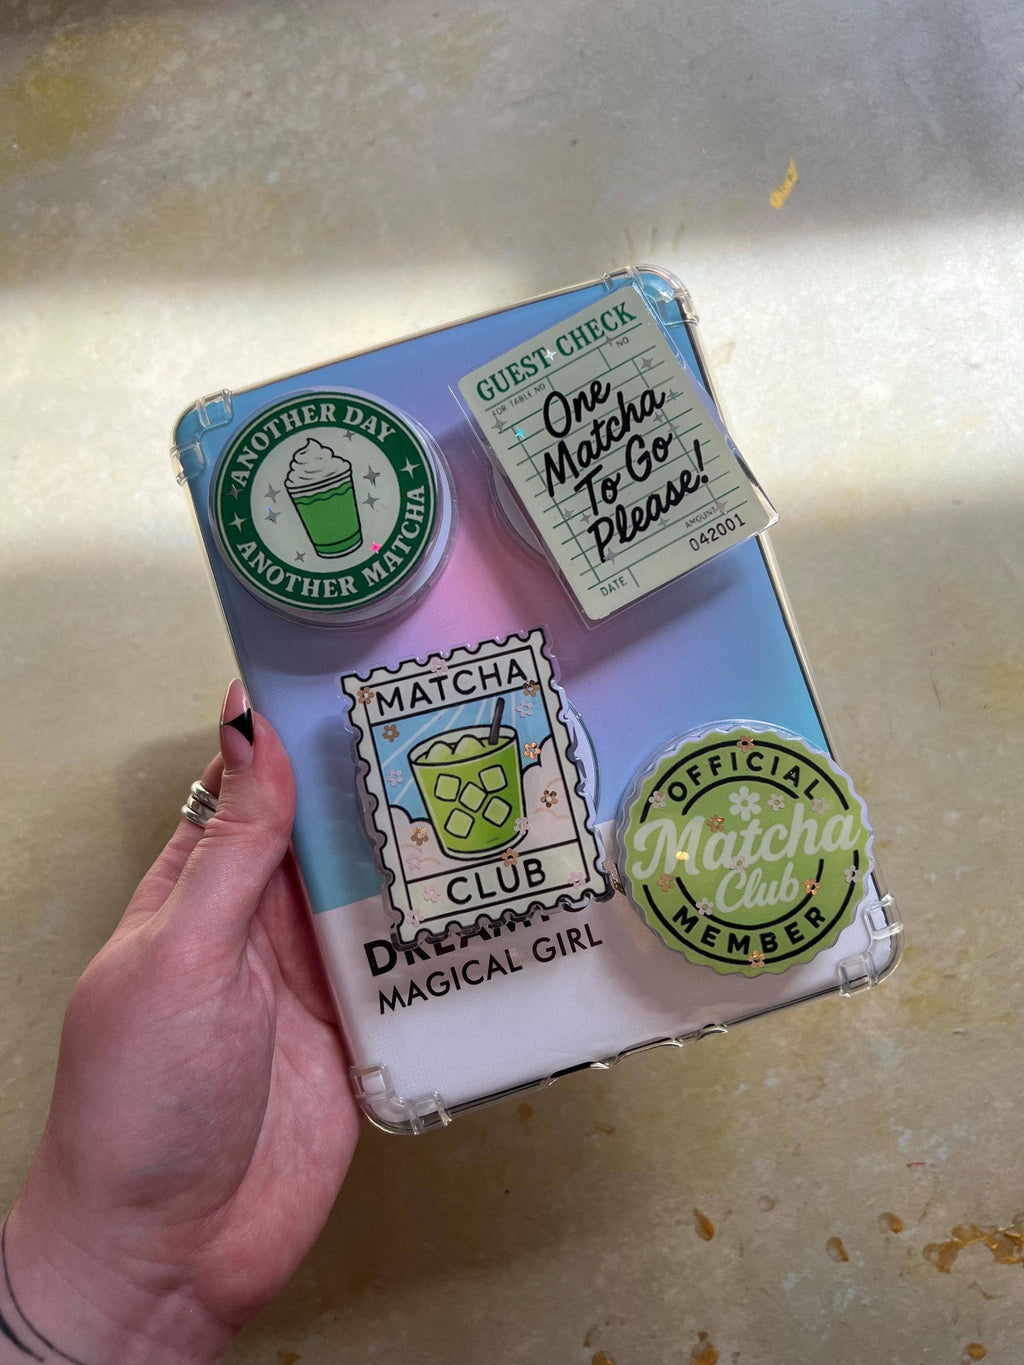 ANOTHER DAY
ANOTHER MATCHA
GUEST CHECK
FOR TABLE NO
NO
One
Matcha
To Go
Please!
AMOUNT
042001
DATE
MATCHA
CLUB
OFFICIAL
Matcha
Club
MEMBER
MAGICAL GIRL